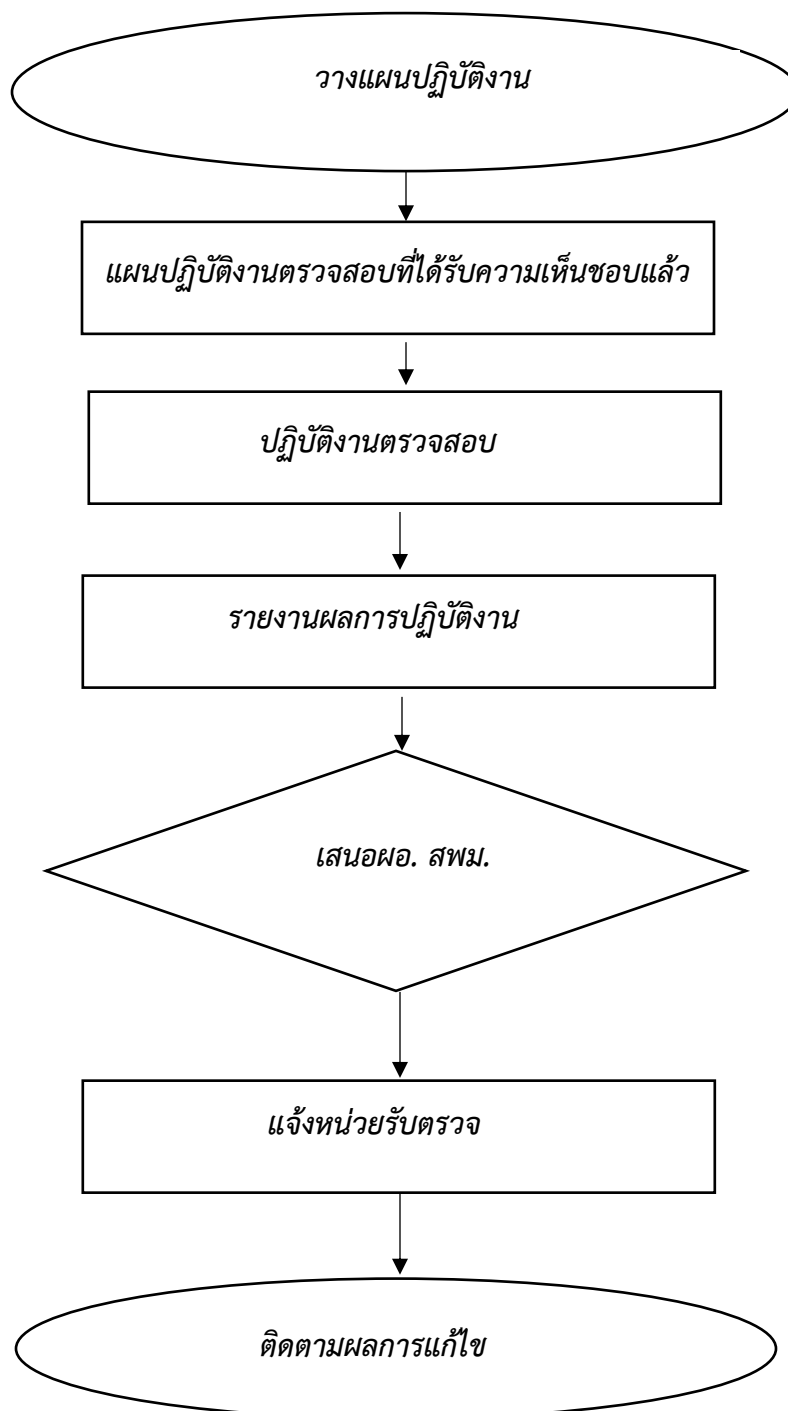 วางแผนปฏิบัติงาน
แผนปฏิบัติงานตรวจสอบที่ได้รับความเห็นชอบแล้ว
ปฏิบัติงานตรวจสอบ
รายงานผลการปฏิบัติงาน
เสนอผอ. สพม.
แจ้งหน่วยรับตรวจ
ติดตามผลการแก้ไข